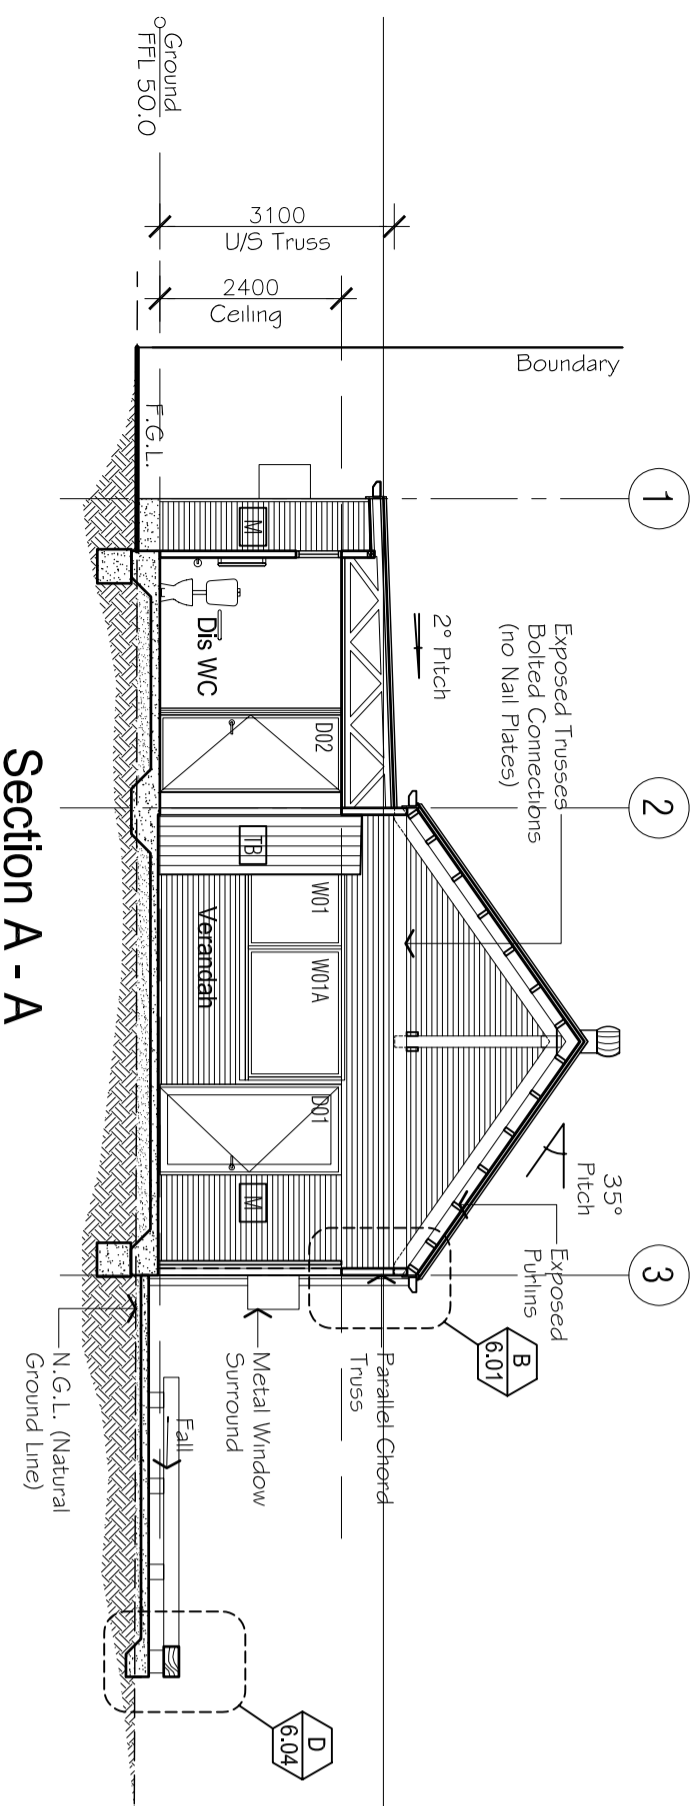 1
2
3
Boundary
35°
Pitch
Exposed
Purlins
Exposed Trusses
Bolted Connections
(no Nail Plates)
2° Pitch
B
6.01
3100
U/S Truss
2400
Ceiling
Parallel Chord
Truss
Metal Window
Surround
D02
W01
W01A
D01
M
TB
M
Dis WC
Verandah
Ground
FFL 50.0
F.G.L.
Fall
D
6.04
N.G.L. (Natural
Ground Line)
Section A - A